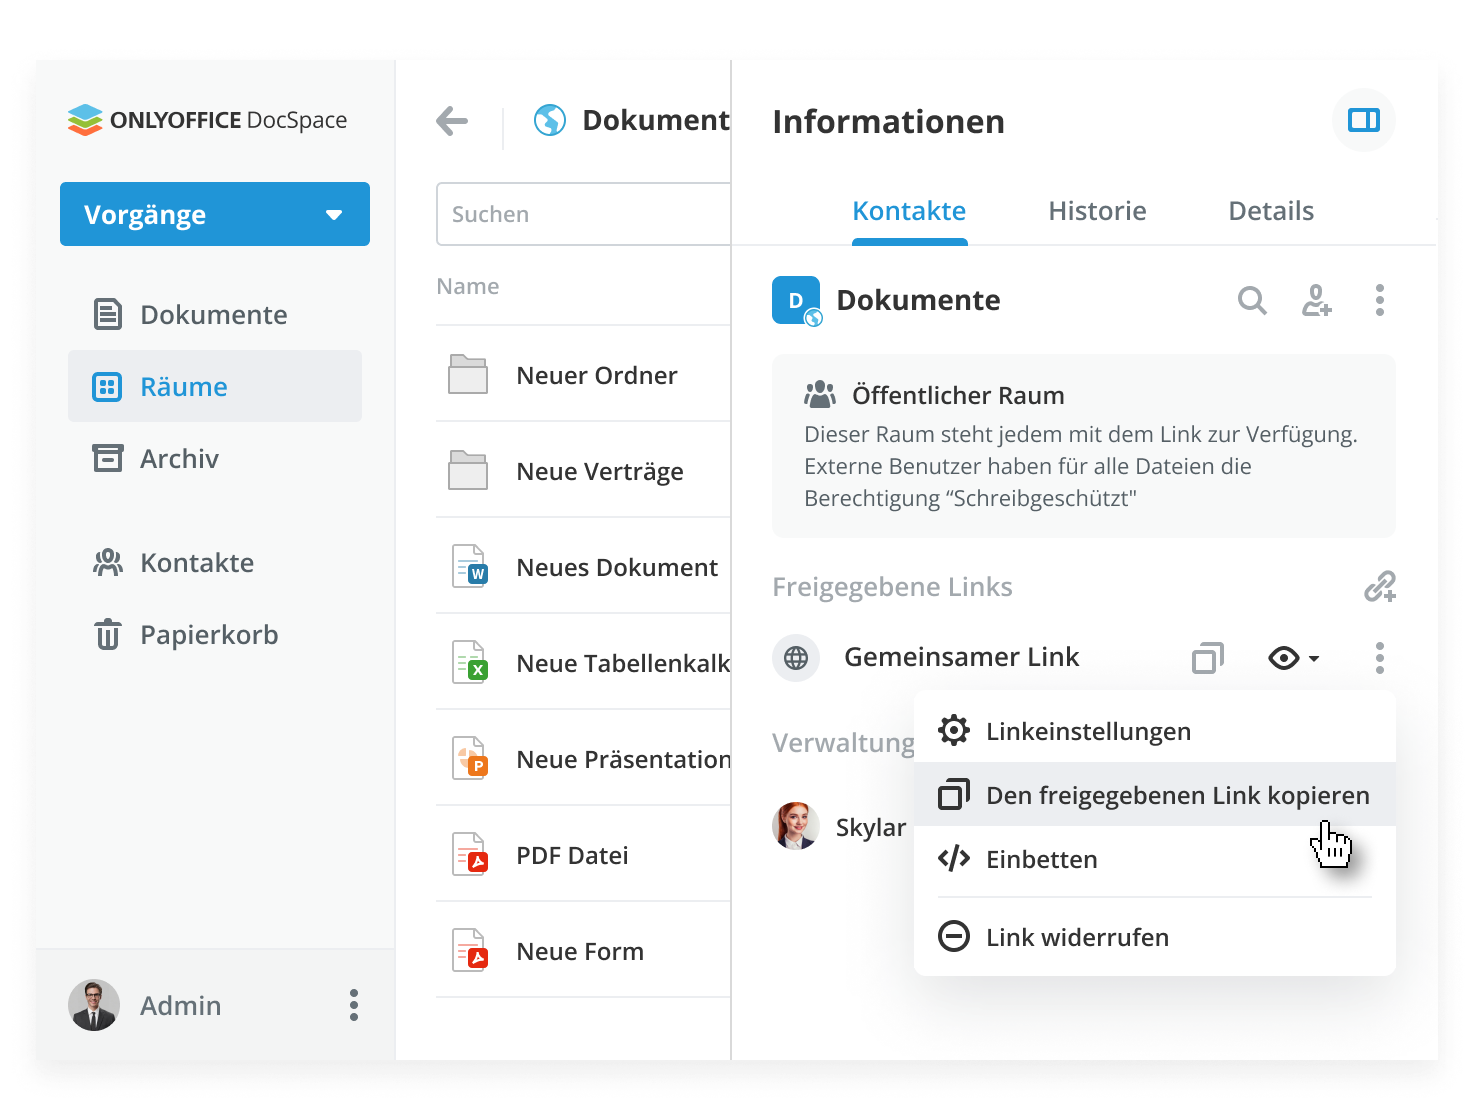 ONLYOFFICE DocSpace
Vorgänge
Dokumente
Räume
Archiv
Kontakte
Papierkorb
Admin
Dokument
Suchen
Name
Neuer Ordner
Neue Verträge
W
Neues Dokument
X
Neue Tabellenkalk
P
Neue Präsentation
PDF Datei
Neue Form
Informationen
Kontakte
Historie
Details
D
Dokumente
Öffentlicher Raum
Dieser Raum steht jedem mit dem Link zur Verfügung.
Externe Benutzer haben für alle Dateien die
Berechtigung “Schreibgeschützt"
Freigegebene Links
Gemeinsamer Link
Verwaltung
Skylar
Linkeinstellungen
Den freigegebenen Link kopieren
Einbetten
Link widerrufen